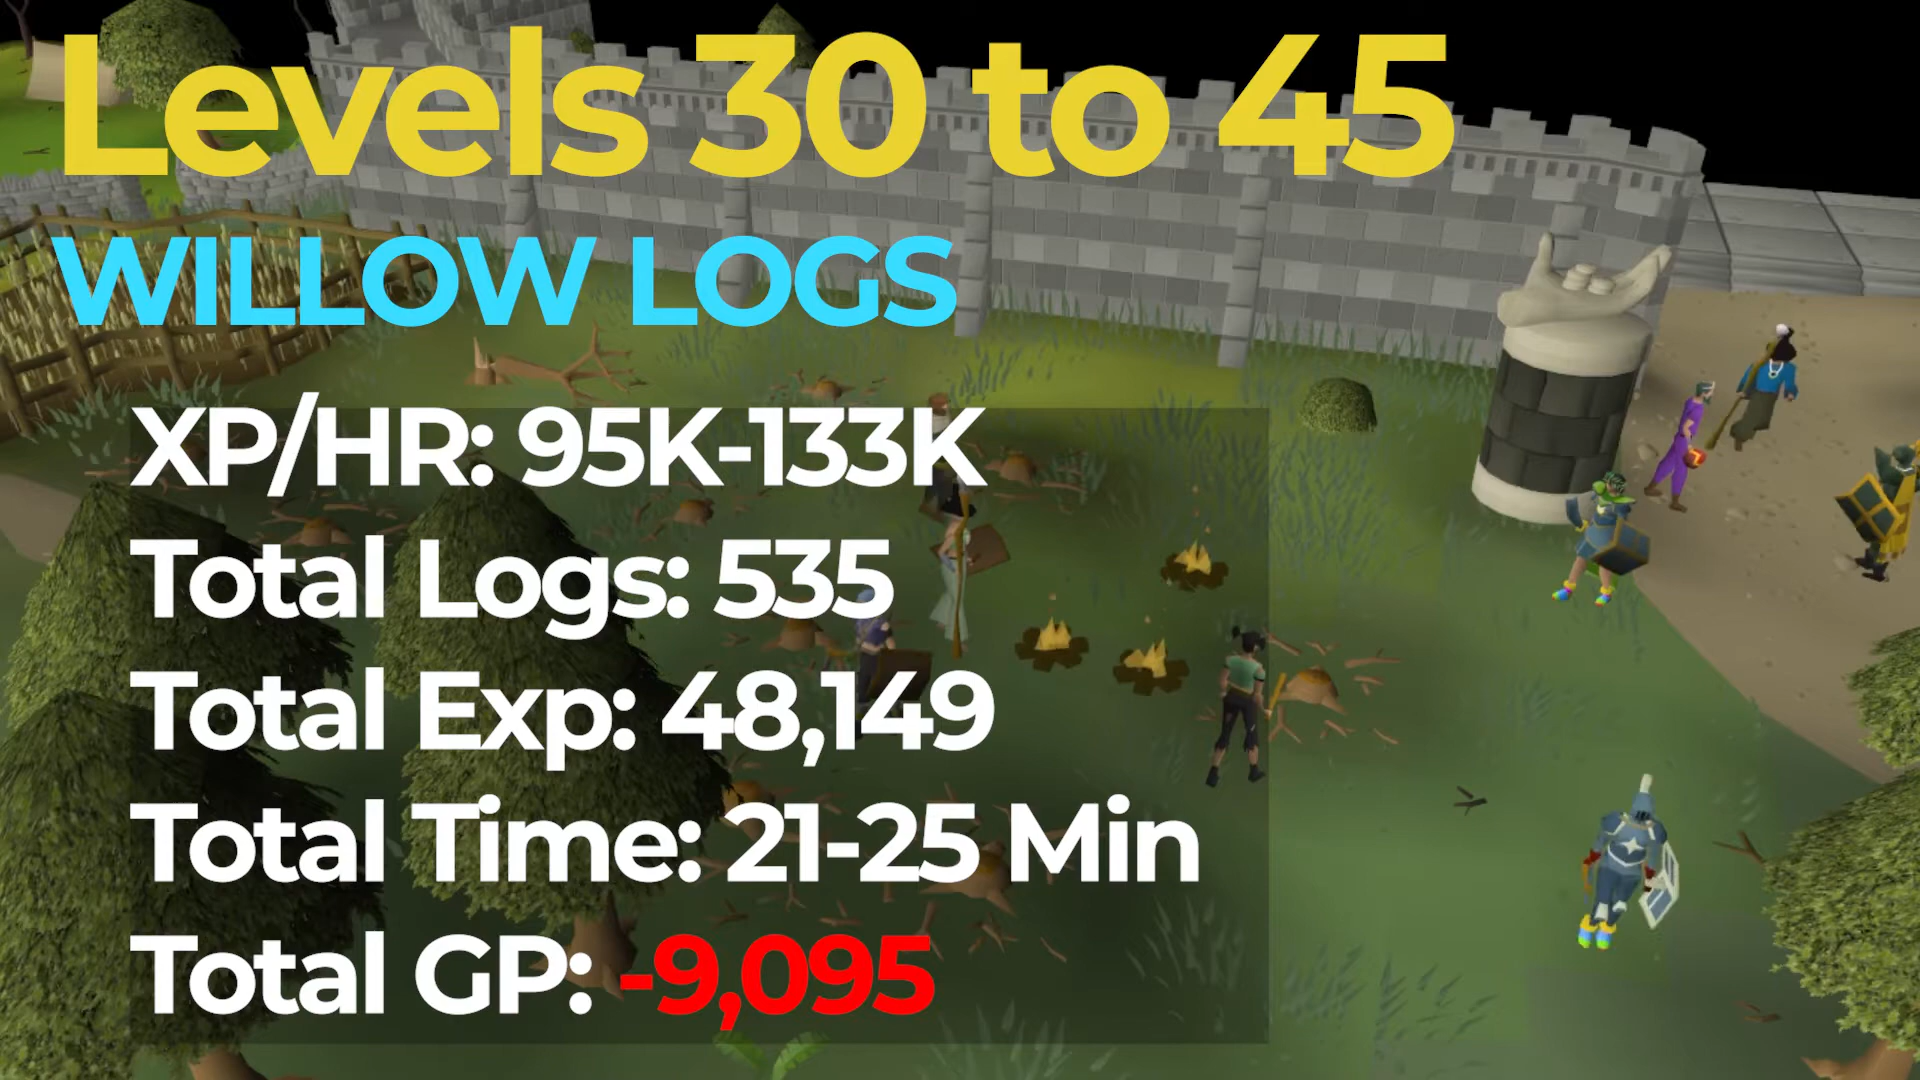 Levels 30 to 45
WILLOW LOGS
XP/HR: 95K-133K
Total Logs: 535
Total Exp: 48,149
Total Time: 21-25 Min
Total GP: -9,095